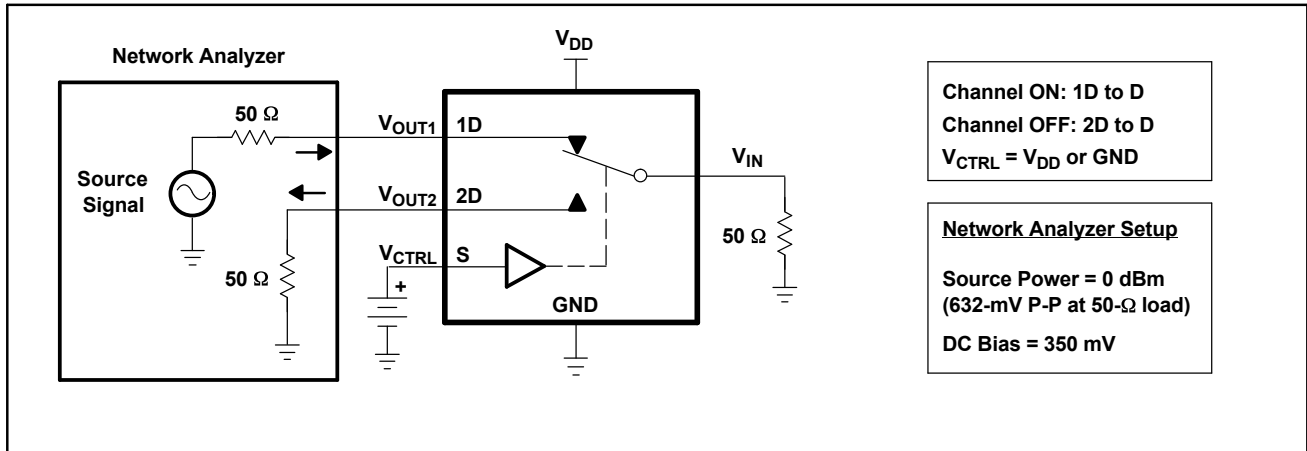 Network Analyzer
V_DD
50 Ω
V_OUT1 1D
Source
Signal
V_OUT2 2D
V_IN
50 Ω
V_CTRL S
+
50 Ω
GND
Channel ON: 1D to D
Channel OFF: 2D to D
V_CTRL = V_DD or GND
Network Analyzer Setup
Source Power = 0 dBm
(632-mV P-P at 50-Ω load)
DC Bias = 350 mV